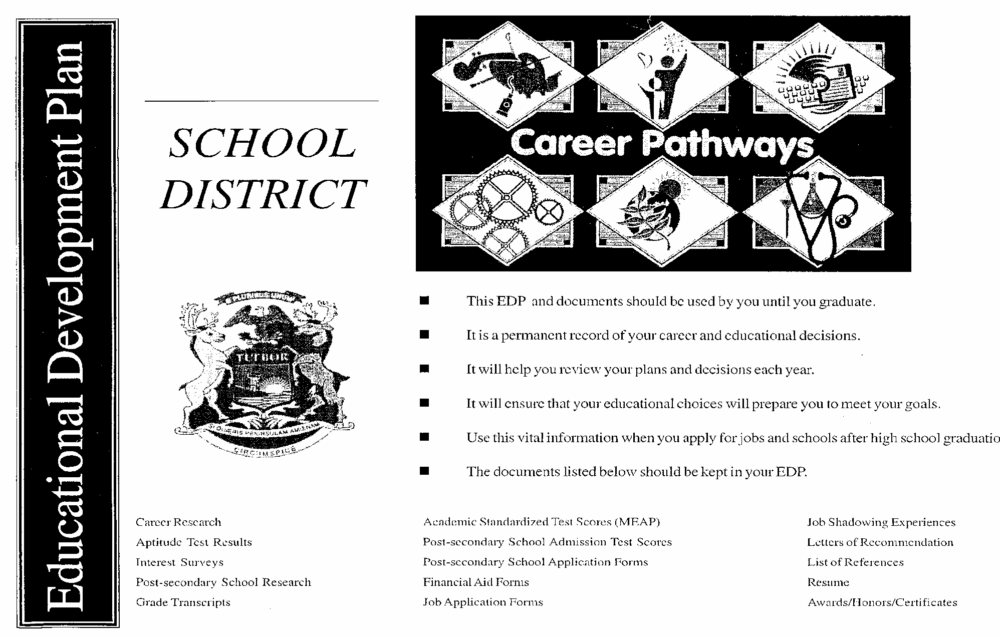 Educational Development Plan
SCHOOL
DISTRICT
Career Pathways
E PLURIBUS UNUM
TUEBOR
SI QUÆRIS PENINSULAM AMŒNAM
CIRCUMSPICE
■ This EDP and documents should be used by you until you graduate.
■ It is a permanent record of your career and educational decisions.
■ It will help you review your plans and decisions each year.
■ It will ensure that your educational choices will prepare you to meet your goals.
■ Use this vital information when you apply for jobs and schools after high school graduatio
■ The documents listed below should be kept in your EDP.
Career Research
Aptitude Test Results
Interest Surveys
Post-secondary School Research
Grade Transcripts
Academic Standardized Test Scores (MEAP)
Post-secondary School Admission Test Scores
Post-secondary School Application Forms
Financial Aid Forms
Job Application Forms
Job Shadowing Experiences
Letters of Recommendation
List of References
Resume
Awards/Honors/Certificates